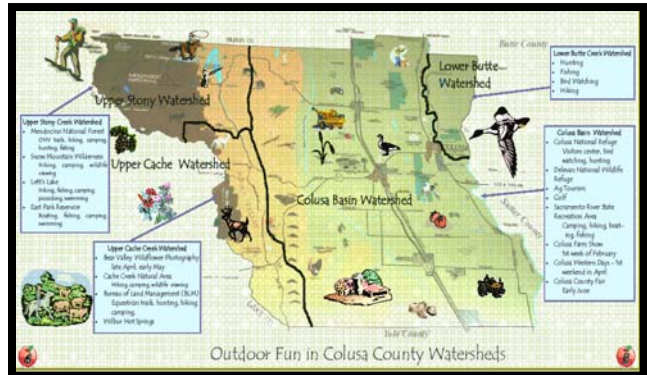 Butte County
Upper Stony Watershed
Lower Butte
Watershed
Upper Cache Watershed
Colusa Basin Watershed
Lower Butte Creek Watershed
Hunting
Fishing
Bird Watching
Hiking
Upper Stony Creek Watershed
Mendocino National Forest
OHV trails, hiking, camping,
hunting, fishing
Snow Mountain Wilderness
Hiking, camping, wildlife
viewing
Letts Lake
Hiking, fishing, camping,
picnicking, swimming
East Park Reservoir
Boating, fishing, camping,
swimming
Colusa Basin Watershed
Colusa National Refuge
Visitors center, bird
watching, hunting
Delevan National Wildlife
Refuge
Ag Tourism
Golf
Sacramento River State
Recreation Area
Camping, hiking, boat-
ing, fishing
Colusa Farm Show
1st week of February
Colusa Western Days - 1st
weekend in April
Colusa County Fair
Early June
Upper Cache Creek Watershed
Bear Valley Wildflower Photography
late April, early May
Cache Creek Natural Area
Hiking, camping, wildlife viewing
Bureau of Land Management (BLM)
Equestrian trails, hunting, hiking
camping,
Wilbur Hot Springs
Sutter County
Yolo County
Outdoor Fun in Colusa County Watersheds